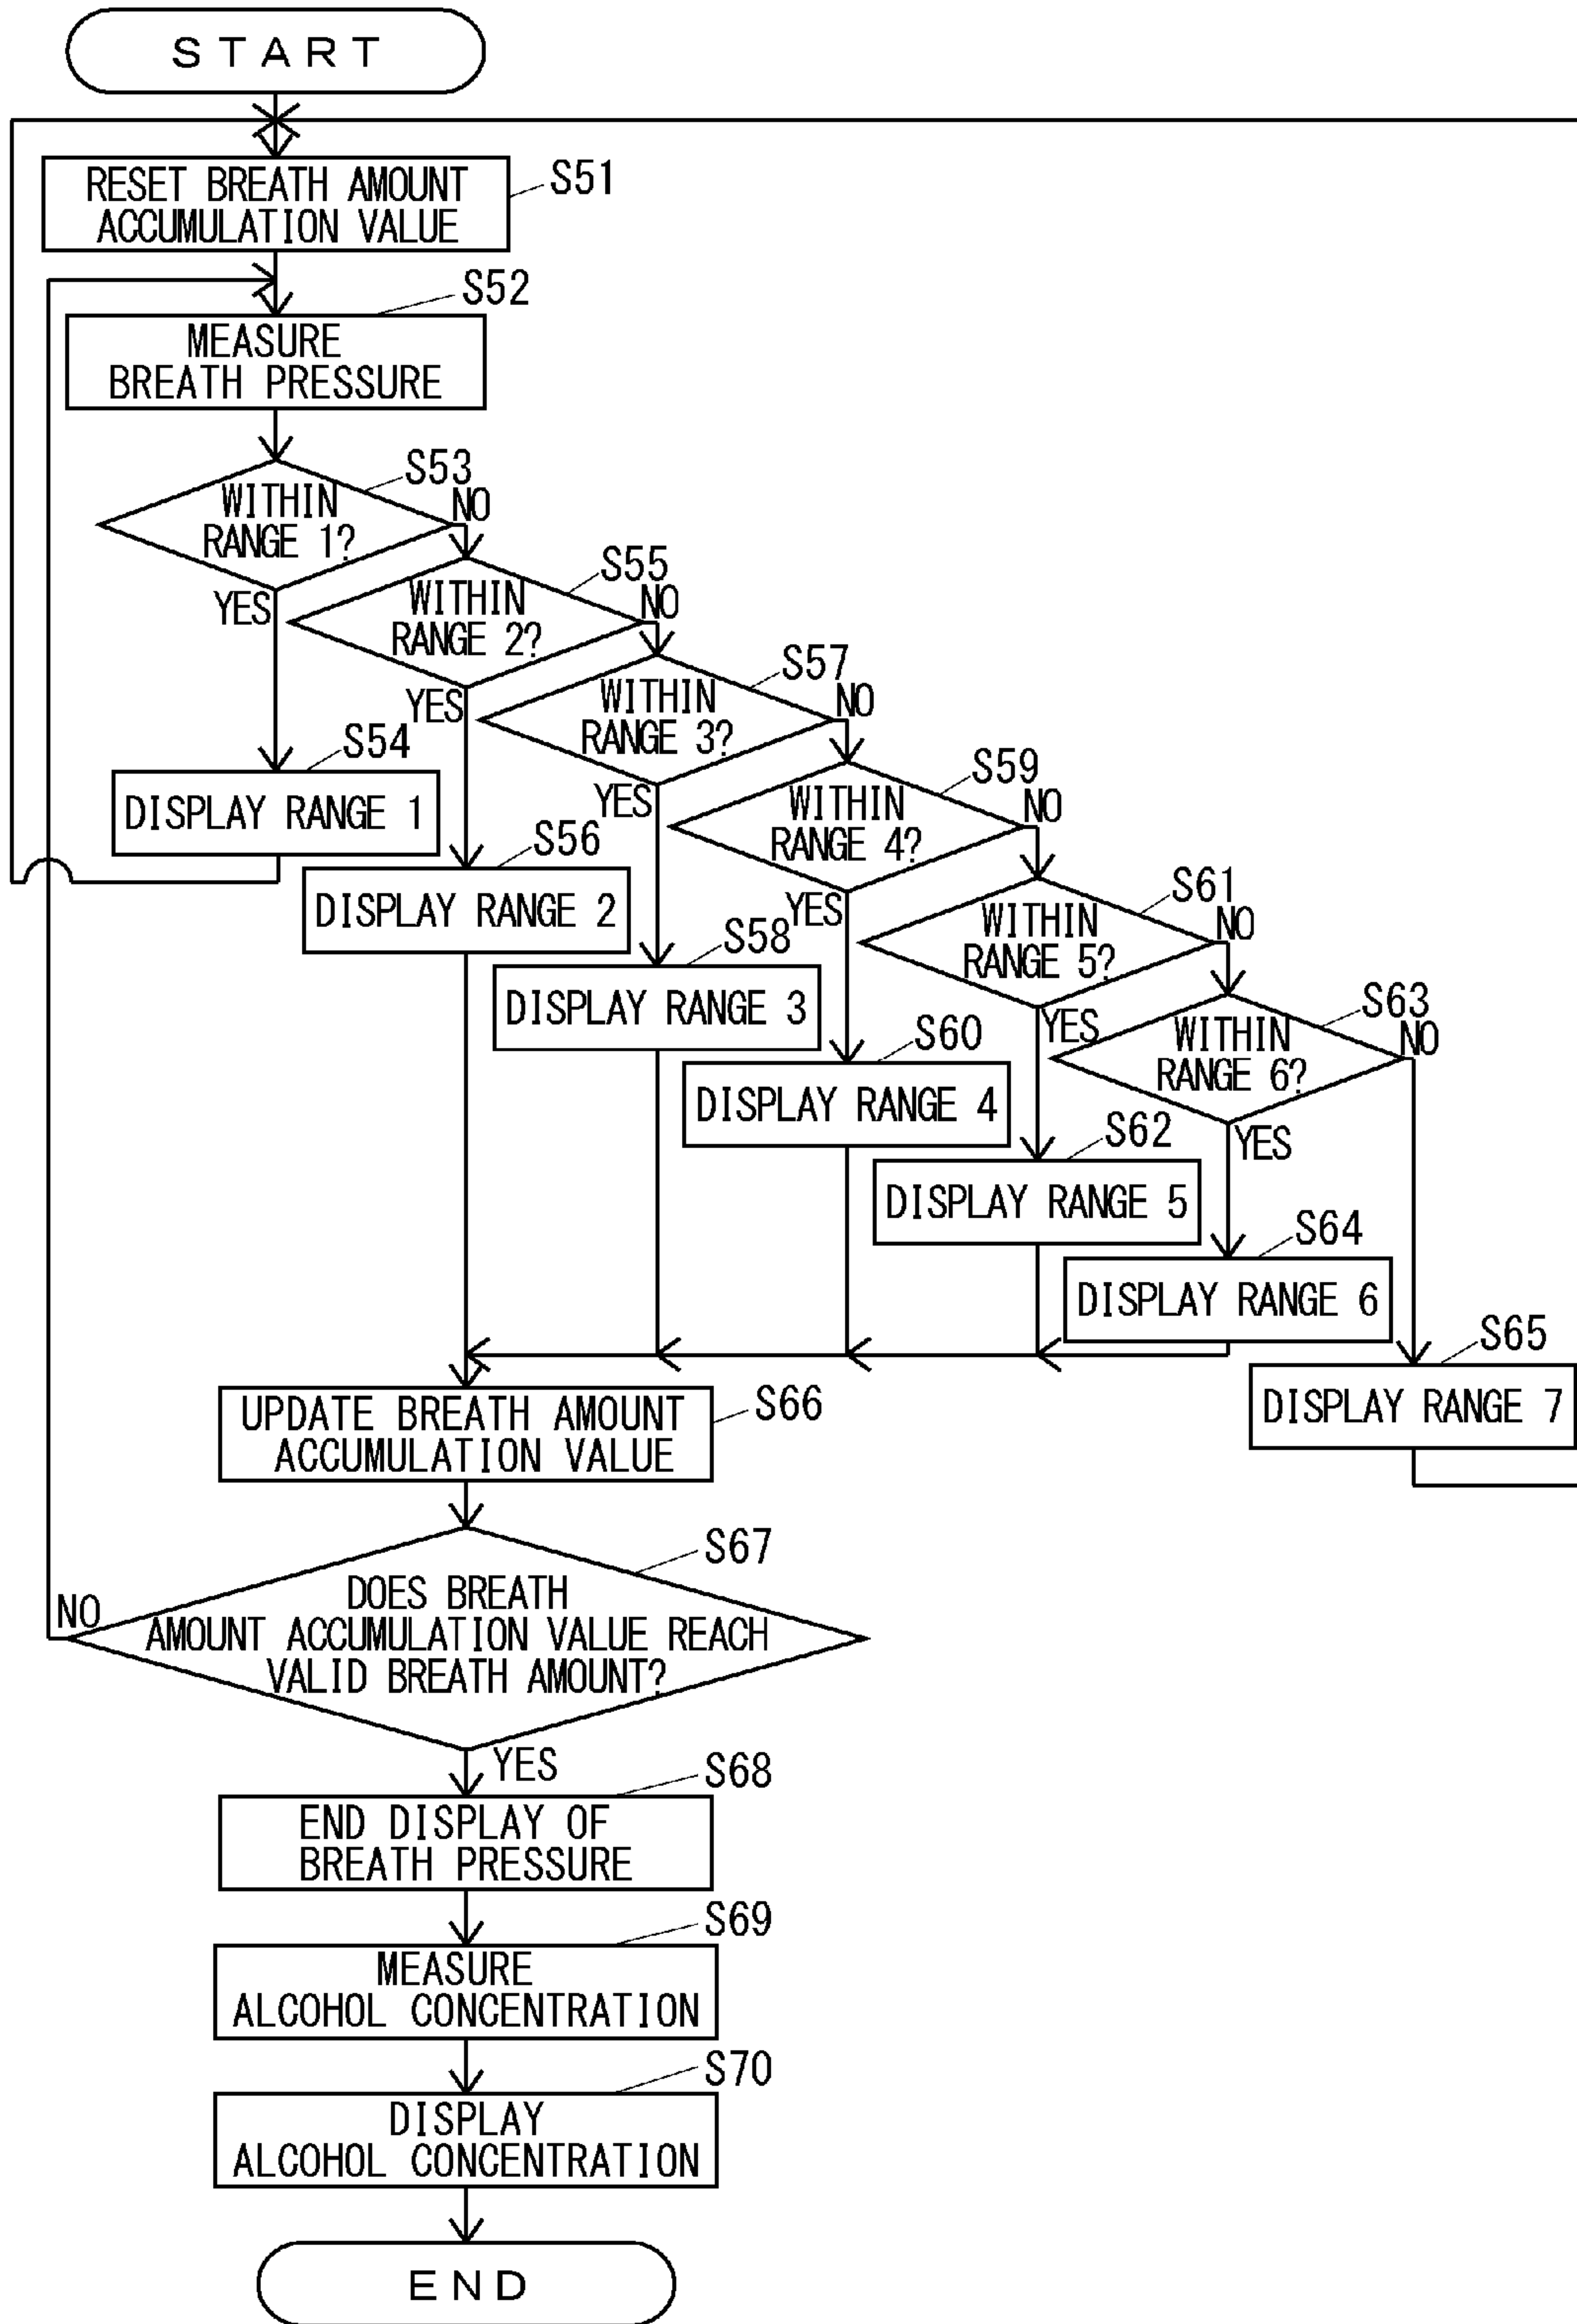 START
RESET BREATH AMOUNT
ACCUMULATION VALUE
S51
S52
MEASURE
BREATH PRESSURE
S53
WITHIN
RANGE 1?
NO
YES
S55
WITHIN
RANGE 2?
NO
YES
S57
WITHIN
RANGE 3?
NO
YES
S54
DISPLAY RANGE 1
S59
WITHIN
RANGE 4?
NO
YES
S56
DISPLAY RANGE 2
S61
WITHIN
RANGE 5?
NO
YES
S58
DISPLAY RANGE 3
S63
WITHIN
RANGE 6?
NO
YES
S60
DISPLAY RANGE 4
S62
DISPLAY RANGE 5
S64
DISPLAY RANGE 6
S65
DISPLAY RANGE 7
UPDATE BREATH AMOUNT
ACCUMULATION VALUE
S66
S67
DOES BREATH
AMOUNT ACCUMULATION VALUE REACH
VALID BREATH AMOUNT?
NO
YES
S68
END DISPLAY OF
BREATH PRESSURE
S69
MEASURE
ALCOHOL CONCENTRATION
S70
DISPLAY
ALCOHOL CONCENTRATION
END